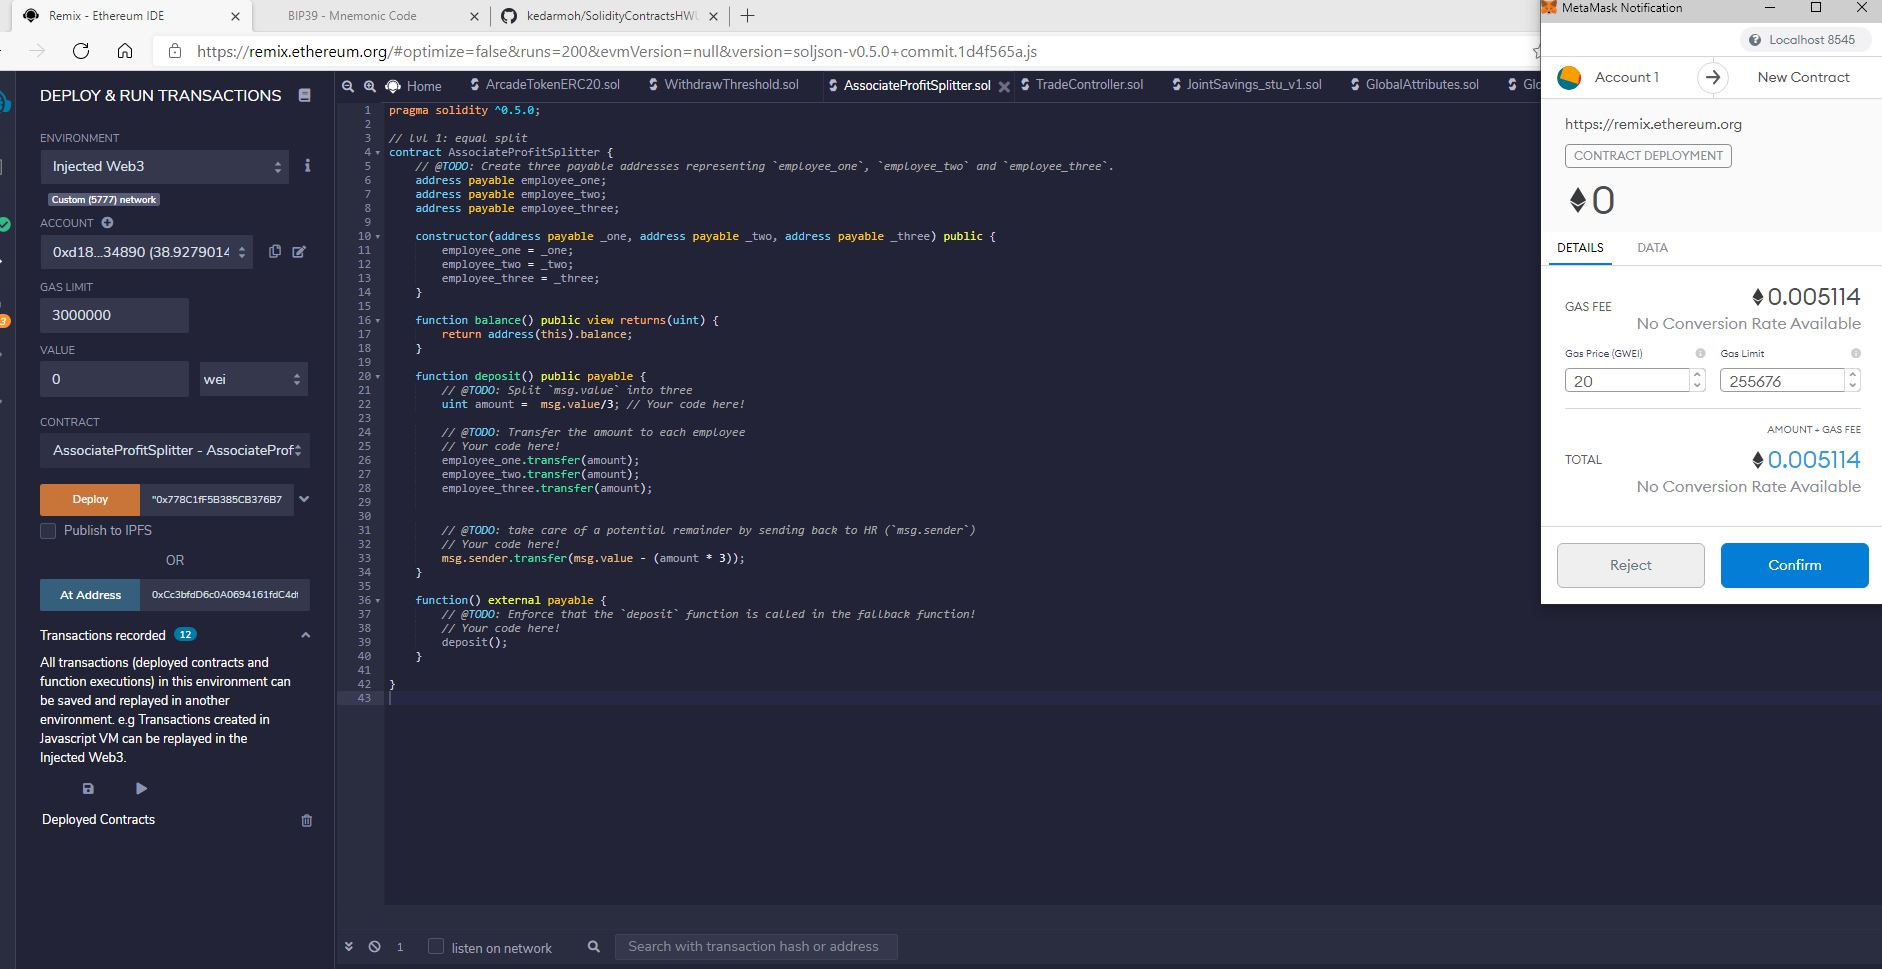 Remix - Ethereum IDE
BIP39 - Mnemonic Code
kedarmoh/SolidityContractsHW
https://remix.ethereum.org/#optimize=false&runs=200&evmVersion=null&version=soljson-v0.5.0+commit.1d4f565a.js
DEPLOY & RUN TRANSACTIONS
ENVIRONMENT
Injected Web3
i
Custom (5777) network
ACCOUNT
0xd18...34890 (38.9279014
GAS LIMIT
3000000
3
VALUE
0
wei
CONTRACT
AssociateProfitSplitter - AssociateProf
Deploy
"0x778C1fF5B385CB376B7
Publish to IPFS
OR
At Address
0xCc3bfdD6c0A0694161fdC4d
Transactions recorded 12
All transactions (deployed contracts and
function executions) in this environment can
be saved and replayed in another
environment. e.g Transactions created in
Javascript VM can be replayed in the
Injected Web3.
Deployed Contracts
Home
ArcadeTokenERC20.sol
WithdrawThreshold.sol
AssociateProfitSplitter.sol
TradeController.sol
JointSavings_stu_v1.sol
GlobalAttributes.sol
Glo
1 pragma solidity ^0.5.0;
2
3 // lvl 1: equal split
4 contract AssociateProfitSplitter {
5 // @TODO: Create three payable addresses representing `employee_one`, `employee_two` and `employee_three`.
6 address payable employee_one;
7 address payable employee_two;
8 address payable employee_three;
9
10 constructor(address payable _one, address payable _two, address payable _three) public {
11 employee_one = _one;
12 employee_two = _two;
13 employee_three = _three;
14 }
15
16 function balance() public view returns(uint) {
17 return address(this).balance;
18 }
19
20 function deposit() public payable {
21 // @TODO: Split `msg.value` into three
22 uint amount =  msg.value/3; // Your code here!
23
24 // @TODO: Transfer the amount to each employee
25 // Your code here!
26 employee_one.transfer(amount);
27 employee_two.transfer(amount);
28 employee_three.transfer(amount);
29
30
31 // @TODO: take care of a potential remainder by sending back to HR (`msg.sender`)
32 // Your code here!
33 msg.sender.transfer(msg.value - (amount * 3));
34 }
35
36 function() external payable {
37 // @TODO: Enforce that the `deposit` function is called in the fallback function!
38 // Your code here!
39 deposit();
40 }
41
42 }
43
1
listen on network
Search with transaction hash or address
MetaMask Notification
Localhost 8545
Account 1
New Contract
https://remix.ethereum.org
CONTRACT DEPLOYMENT
0
DETAILS
DATA
GAS FEE
0.005114
No Conversion Rate Available
Gas Price (GWEI)
Gas Limit
20
255676
AMOUNT + GAS FEE
TOTAL
0.005114
No Conversion Rate Available
Reject
Confirm